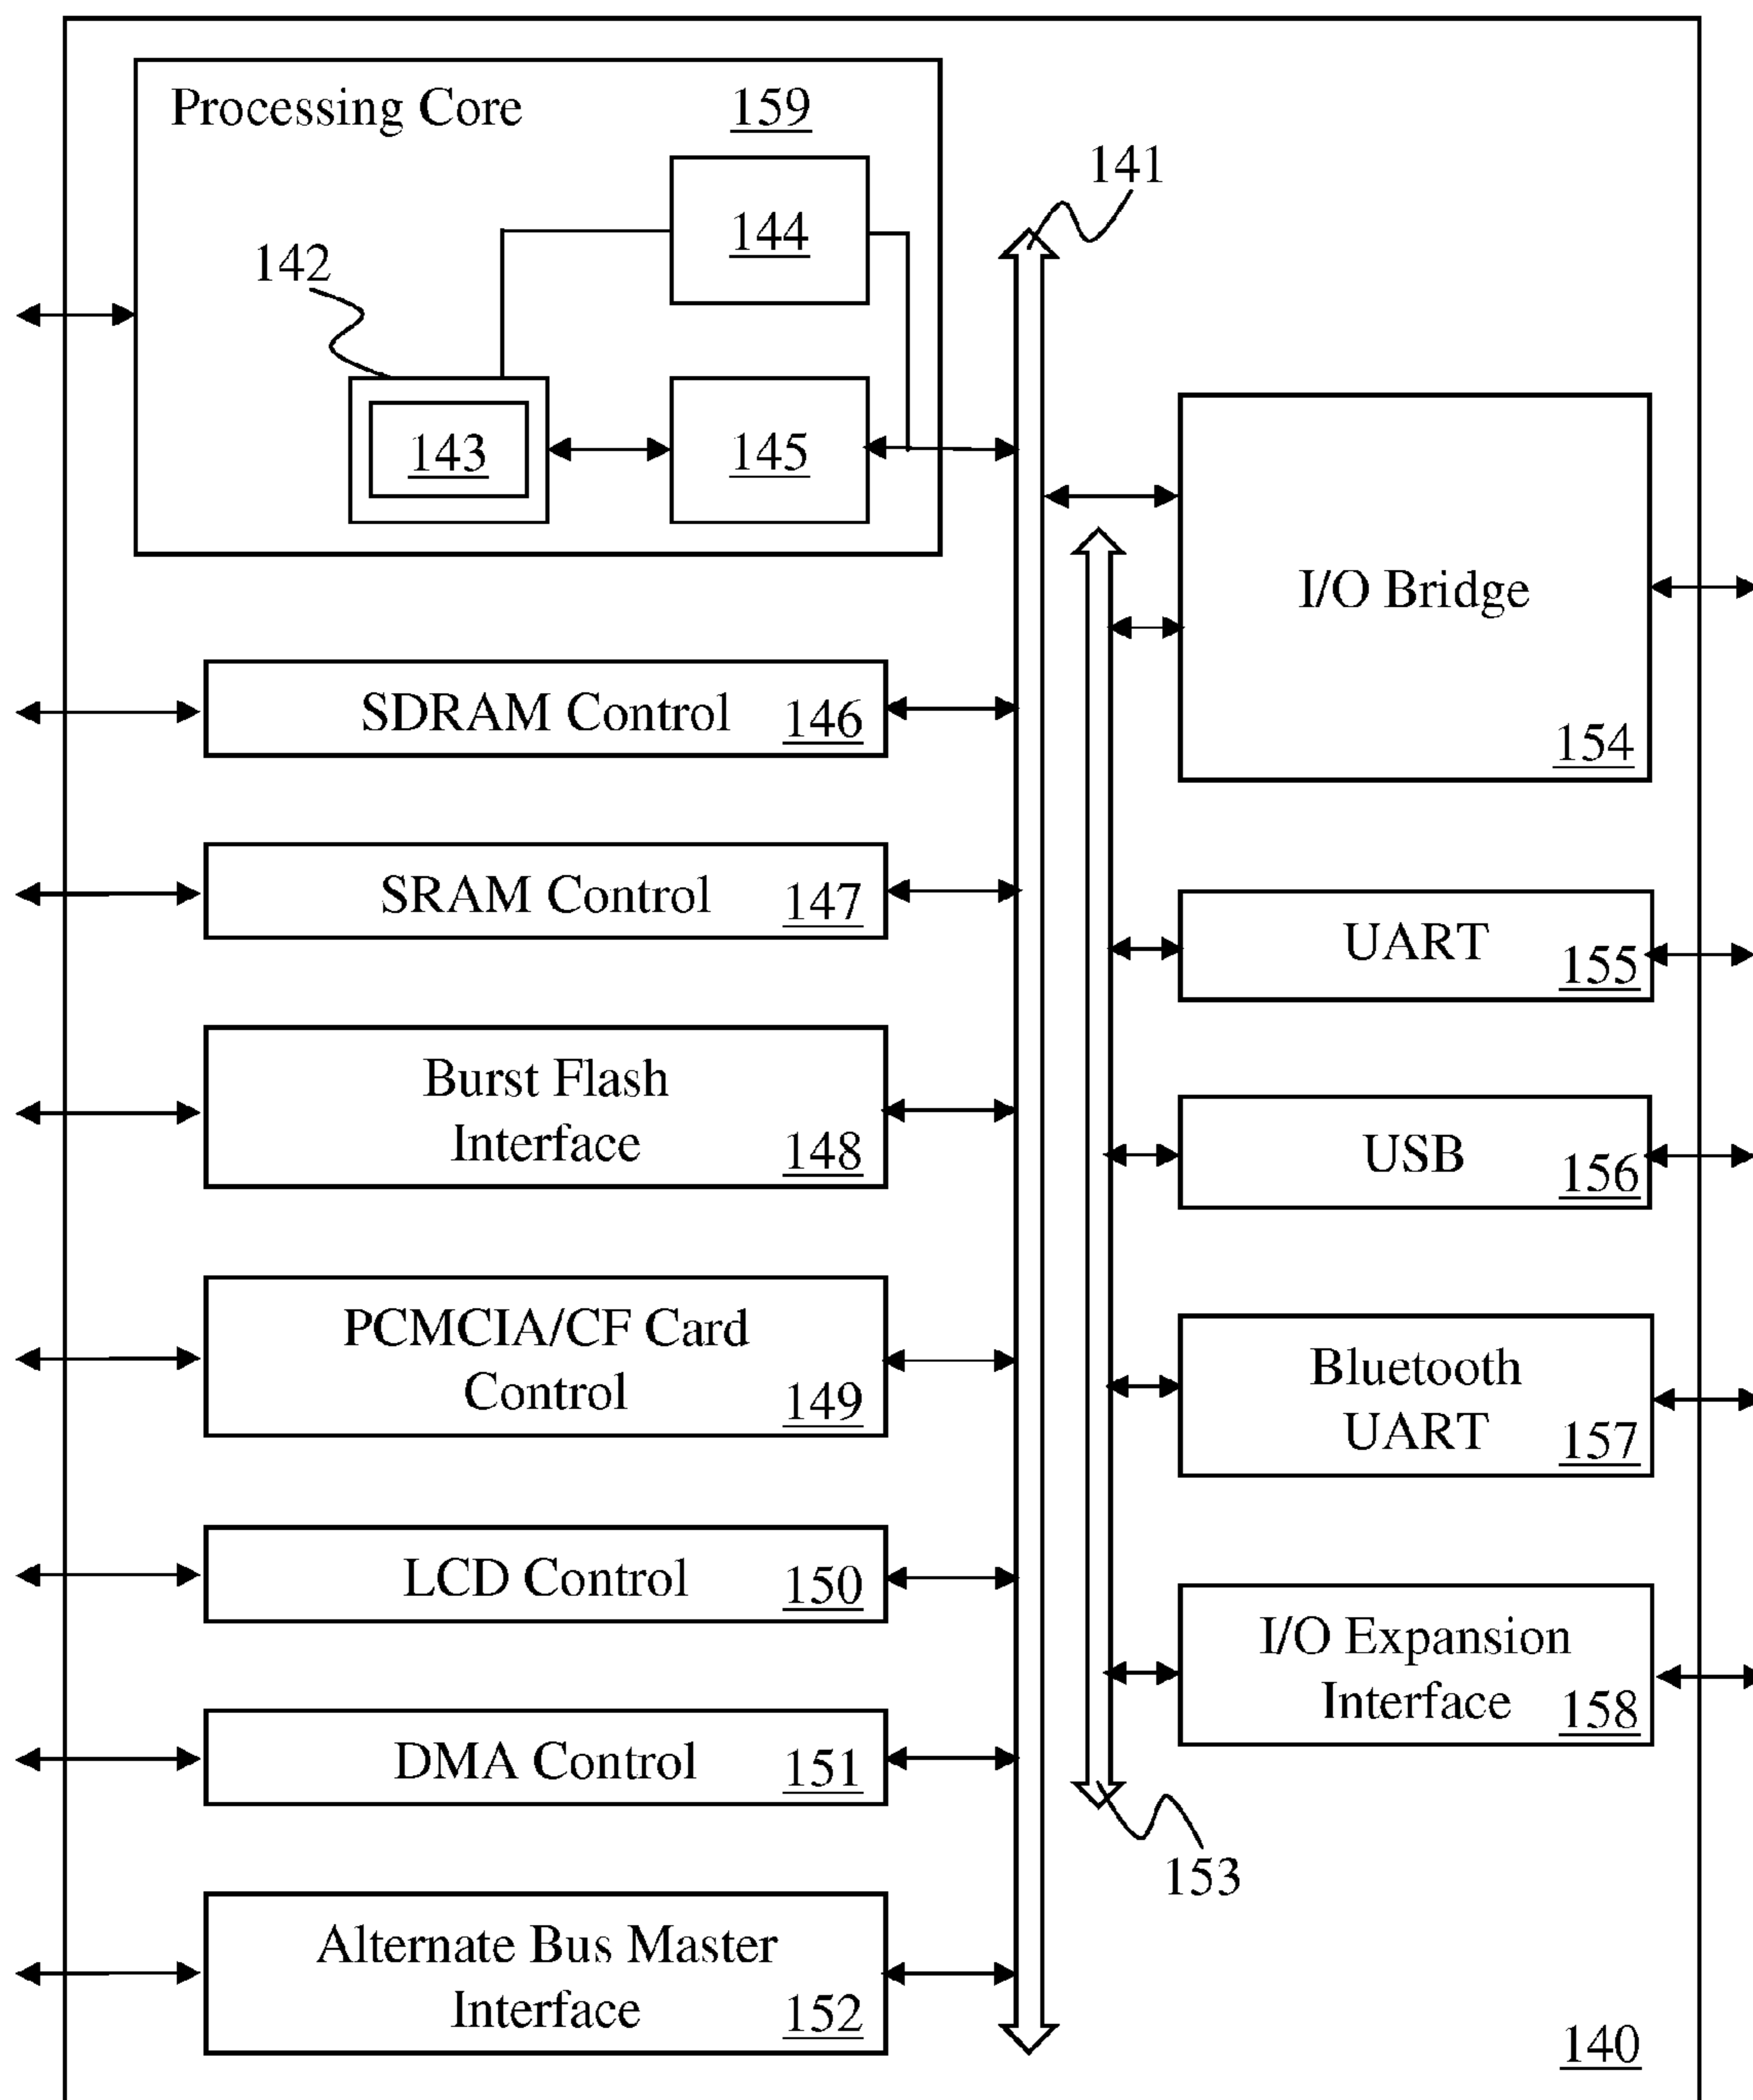 Processing Core 159
144
142
143
145
141
SDRAM Control 146
SRAM Control 147
Burst Flash
Interface 148
PCMCIA/CF Card
Control 149
LCD Control 150
DMA Control 151
Alternate Bus Master
Interface 152
I/O Bridge
154
UART 155
USB 156
Bluetooth
UART 157
I/O Expansion
Interface 158
153
140